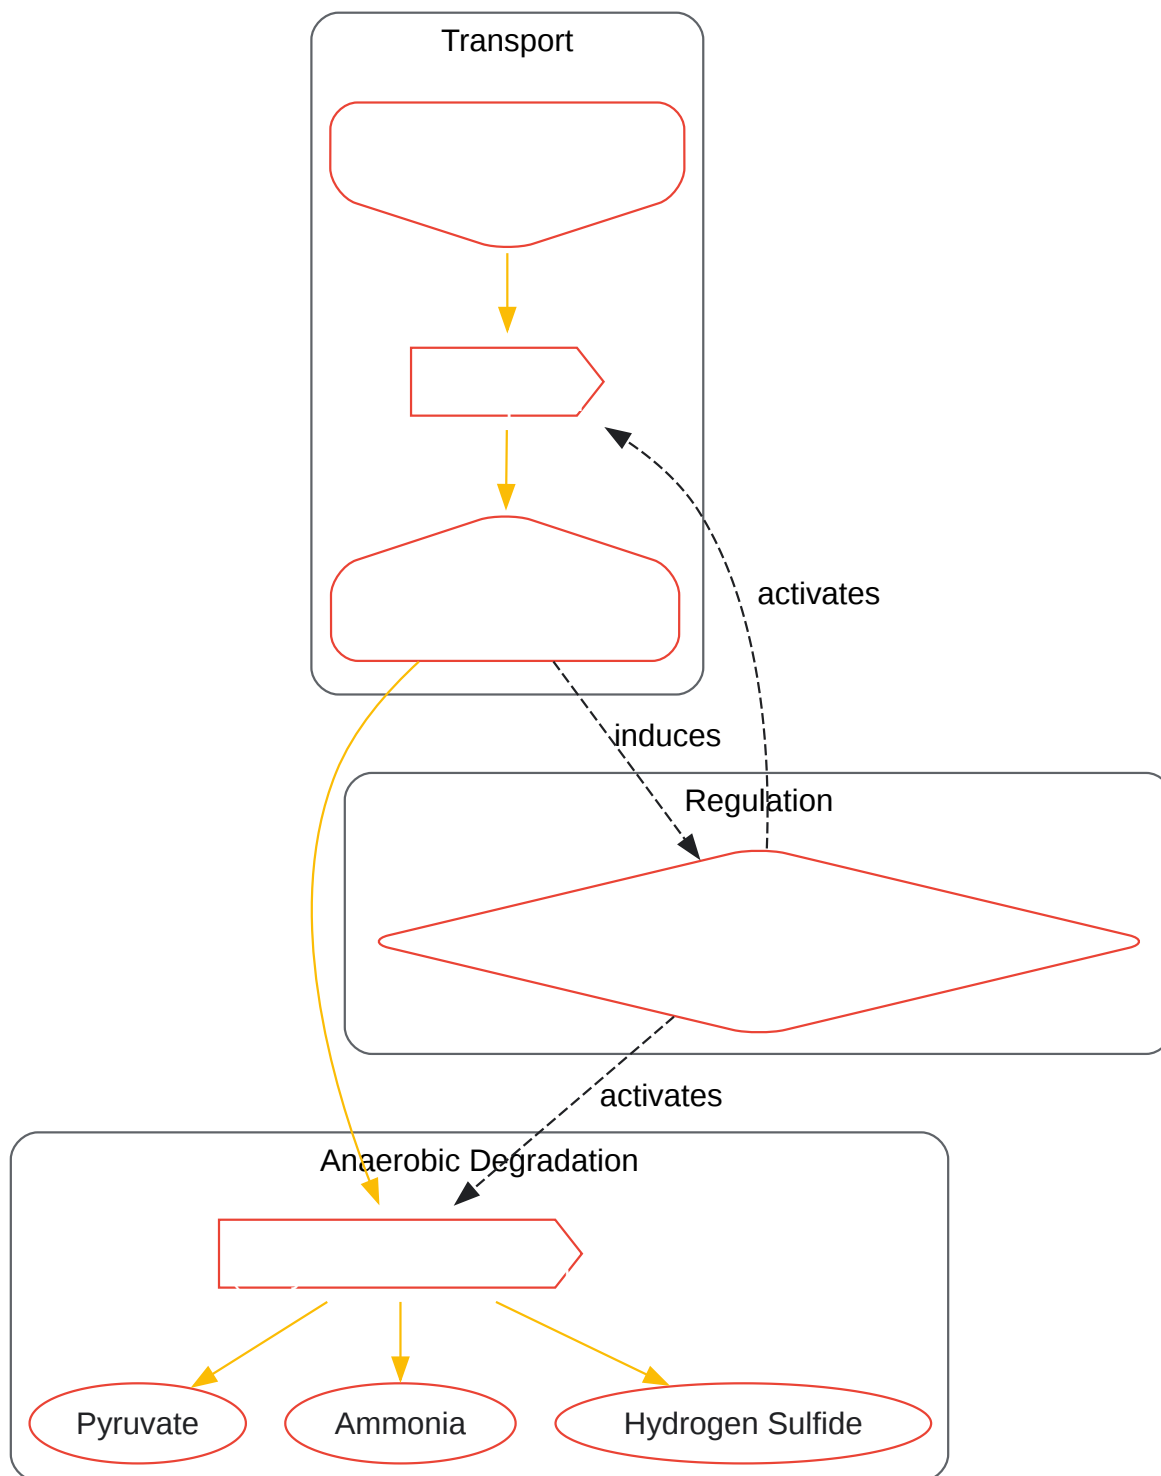 Transport
activates
induces
Regulation
activates
Anaerobic Degradation
Pyruvate
Ammonia
Hydrogen Sulfide